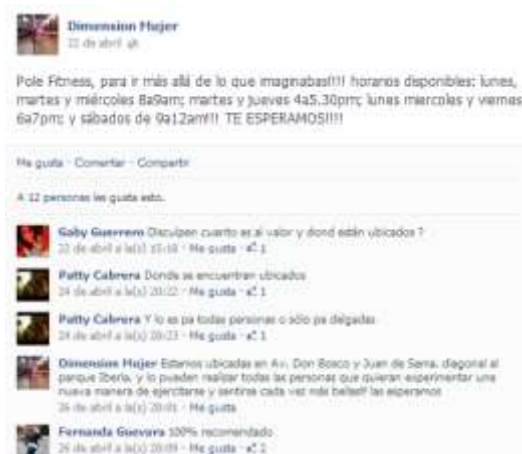 Dimension Mujer
22 de abril
Pole Fitness, para ir más allá de lo que imaginabas!!!! horarios disponibles: lunes,
martes y miércoles 8a9am; martes y jueves 4a5.30pm; lunes miercoles y viernes
6a7pm; y sábados de 9a12am!!! TE ESPERAMOS!!!!
Me gusta · Comentar · Compartir
A 12 personas les gusta esto.
Gaby Guerrero Disculpen cuanto es al valor y dond están ubicados ?
22 de abril a la(s) 15:18 · Me gusta · 1
Patty Cabrera Donde se encuentran ubicados
24 de abril a la(s) 20:22 · Me gusta · 1
Patty Cabrera Y lo es pa todas personas o sólo pa delgadas
24 de abril a la(s) 20:23 · Me gusta · 1
Dimension Mujer Estamos ubicadas en Av. Don Bosco y Juan de Serna, diagonal al
parque Iberia, y lo pueden realizar todas las personas que quieran experimentar una
nueva manera de ejercitarse y sentirse cada vez más bellas!! las esperamos
26 de abril a la(s) 20:01 · Me gusta
Fernanda Guevara 100% recomendado
26 de abril a la(s) 20:09 · Me gusta · 2